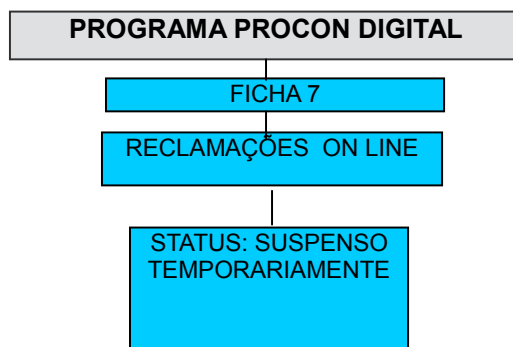 PROGRAMA PROCON DIGITAL
FICHA 7
RECLAMAÇÕES ON LINE
STATUS: SUSPENSO
TEMPORARIAMENTE